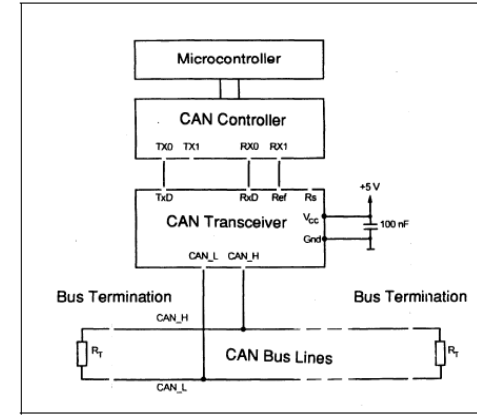 Microcontroller
CAN Controller
TX0 TX1 RX0 RX1
TxD RxD Ref Rs
+5 V
CAN Transceiver
Vcc
100 nF
Gnd
CAN_L CAN_H
Bus Termination Bus Termination
CAN_H
RT CAN Bus Lines RT
CAN_L